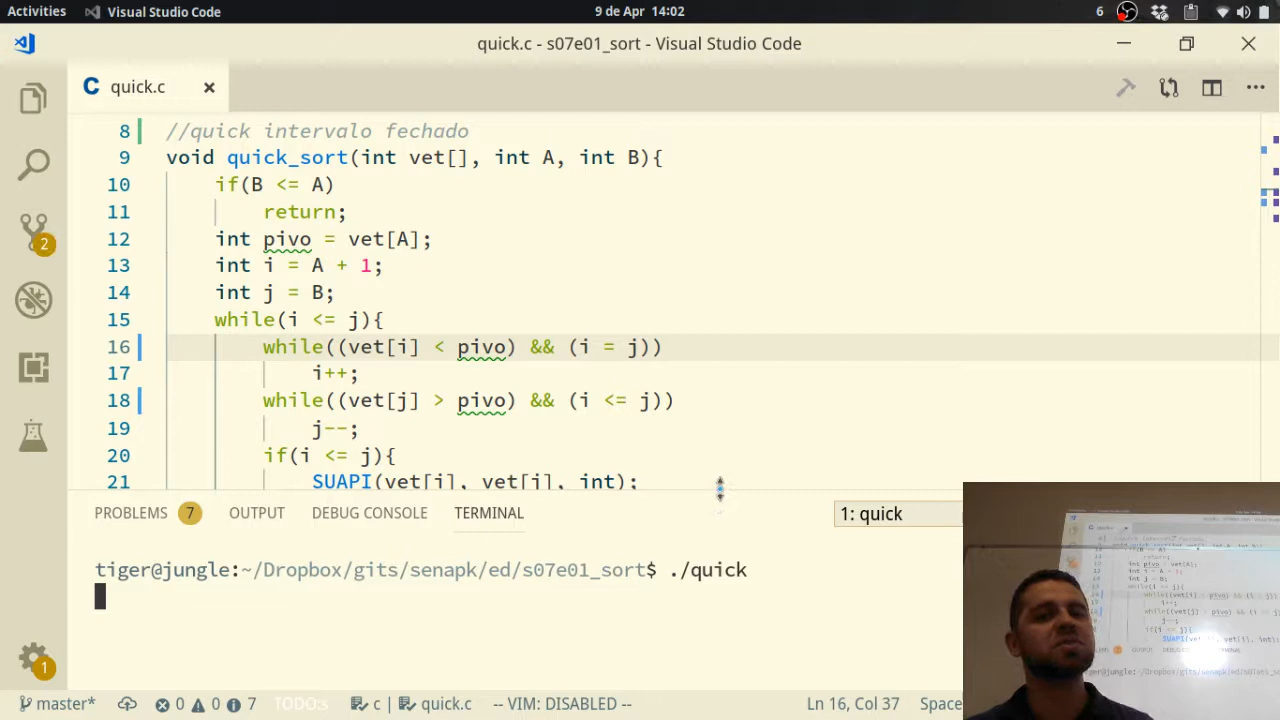 Activities
Visual Studio Code
9 de Apr 14:02
6
quick.c - s07e01_sort - Visual Studio Code
C quick.c
8 //quick intervalo fechado
9 void quick_sort(int vet[], int A, int B){
10 if(B <= A)
11 return;
12 int pivo = vet[A];
13 int i = A + 1;
14 int j = B;
15 while(i <= j){
16 while((vet[i] < pivo) && (i = j))
17 i++;
18 while((vet[j] > pivo) && (i <= j))
19 j--;
20 if(i <= j){
21 SUAPI(vet[i], vet[j], int);
2
PROBLEMS 7 OUTPUT DEBUG CONSOLE TERMINAL 1: quick
tiger@jungle:~/Dropbox/gits/senapk/ed/s07e01_sort$ ./quick
1
master* 0 0 7 TODO:s c | quick.c -- VIM: DISABLED -- Ln 16, Col 37 Space